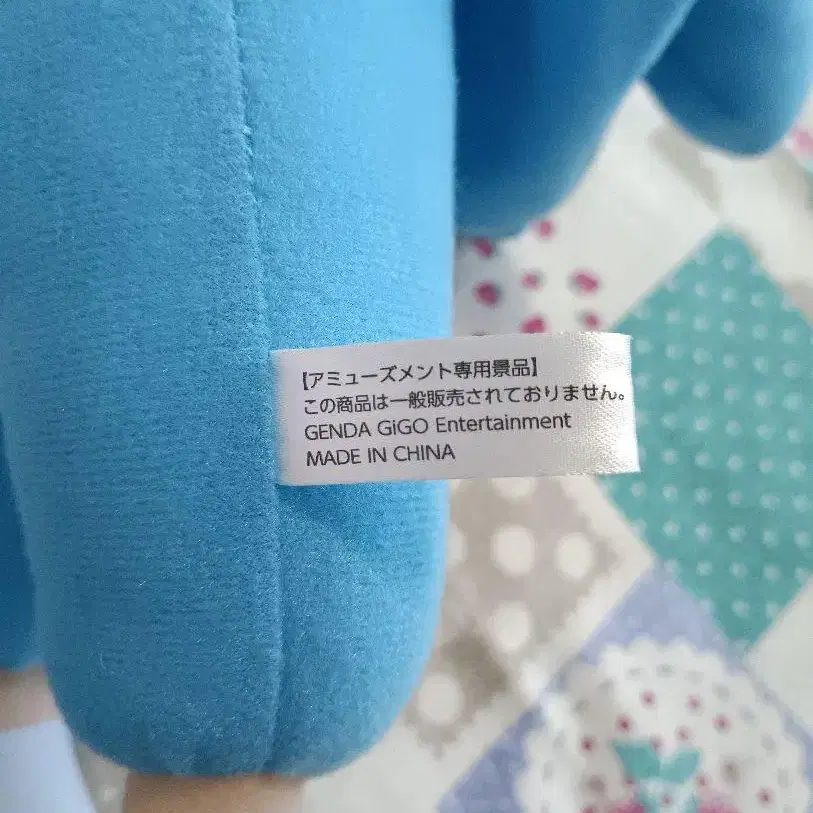 【アミューズメント専用景品】
この商品は一般販売されておりません。
GENDA GiGO Entertainment
MADE IN CHINA